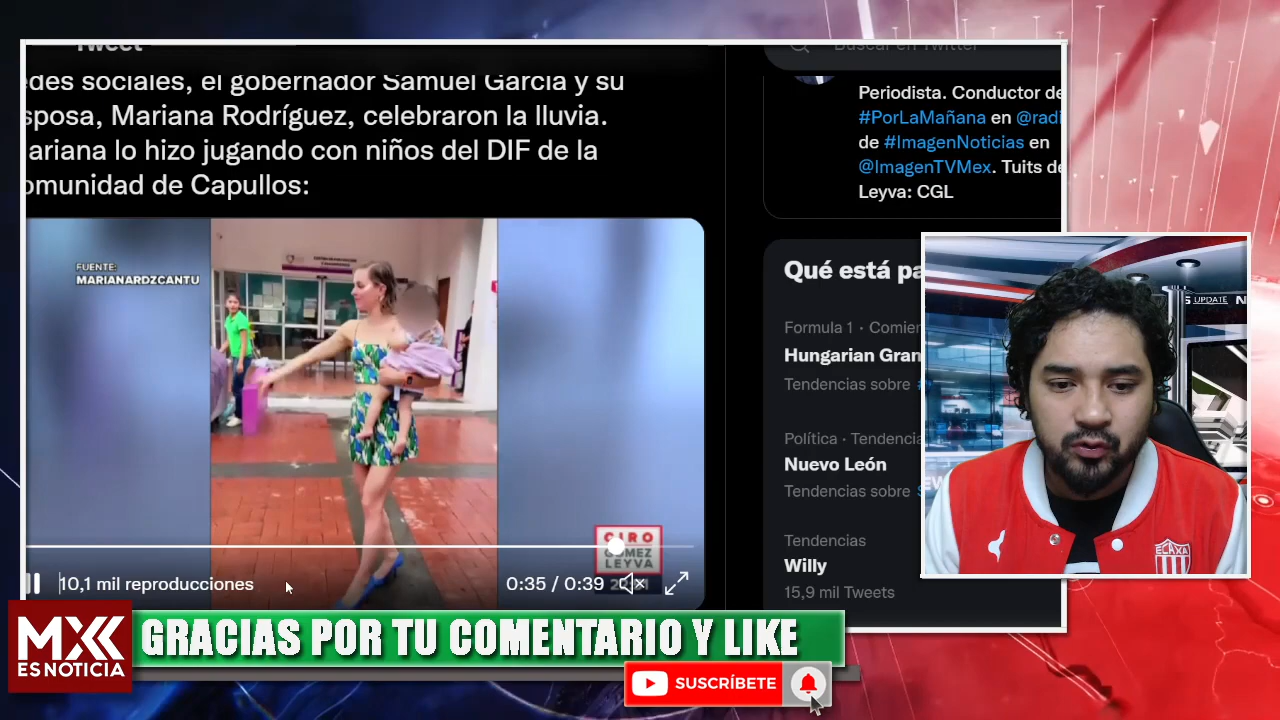 Tweet
edes sociales, el gobernador Samuel García y su
sposa, Mariana Rodríguez, celebraron la lluvia.
ariana lo hizo jugando con niños del DIF de la
omunidad de Capullos:
FUENTE:
MARIANARDZCANTU
CIRO
GÓMEZ
LEYVA
10,1 mil reproducciones
0:35 / 0:39
Buscar en Twitter
Periodista. Conductor de
#PorLaMañana en @radi
de #ImagenNoticias en
@ImagenTVMex. Tuits de
Leyva: CGL
Qué está pa
Formula 1 · Comien
Hungarian Gran
Tendencias sobre
Política · Tendencia
Nuevo León
Tendencias sobre
Tendencias
Willy
15,9 mil Tweets
S UPDATE N
ECAXA
MX
ES NOTICIA
GRACIAS POR TU COMENTARIO Y LIKE
SUSCRÍBETE